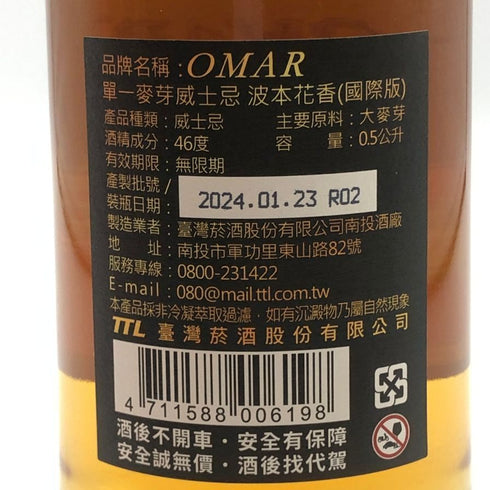 品牌名稱：OMAR
單一麥芽威士忌 波本花香(國際版)
產品種類：威士忌 主要原料：大麥芽
酒精成分：46度 容量：0.5公升
有效期限：無限期
產製批號/
裝瓶日期： 2024.01.23 R02
製造業者：臺灣菸酒股份有限公司南投酒廠
地址：南投市軍功里東山路82號
服務專線：0800-231422
E-mail：080@mail.ttl.com.tw
本產品採非冷凝萃取過濾，如有沉澱物乃屬自然現象
TTL 臺灣菸酒股份有限公司
4 711588 006198
酒後不開車·安全有保障
安全誠無價·酒後找代駕